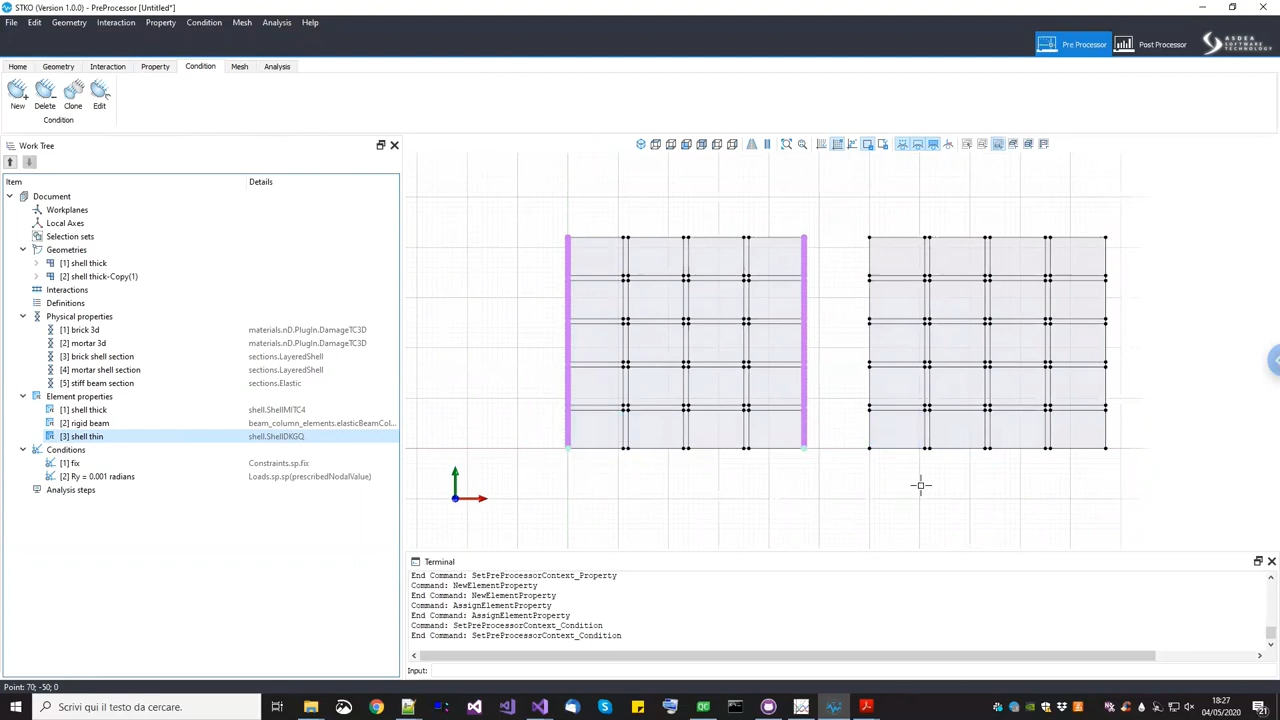 STKO (Version 1.0.0) - PreProcessor [Untitled*]
File Edit Geometry Interaction Property Condition Mesh Analysis Help
Pre Processor Post Processor ASDEA SOFTWARE TECHNOLOGY
Home Geometry Interaction Property Condition Mesh Analysis
New Delete Clone Edit
Condition
Work Tree
Item Details
Document
Workplanes
Local Axes
Selection sets
Geometries
[1] shell thick
[2] shell thick-Copy(1)
Interactions
Definitions
Physical properties
[1] brick 3d materials.nD.PlugIn.DamageTC3D
[2] mortar 3d materials.nD.PlugIn.DamageTC3D
[3] brick shell section sections.LayeredShell
[4] mortar shell section sections.LayeredShell
[5] stiff beam section sections.Elastic
Element properties
[1] shell thick shell.ShellMITC4
[2] rigid beam beam_column_elements.elasticBeamCol...
[3] shell thin shell.ShellDKGQ
Conditions
[1] fix Constraints.sp.fix
[2] Ry = 0.001 radians Loads.sp.sp(prescribedNodalValue)
Analysis steps
Terminal
End Command: SetPreProcessorContext_Property
Command: NewElementProperty
End Command: NewElementProperty
Command: AssignElementProperty
End Command: AssignElementProperty
Command: SetPreProcessorContext_Condition
End Command: SetPreProcessorContext_Condition
Input:
Point: 70; -50; 0
Scrivi qui il testo da cercare.
18:27
04/05/2020